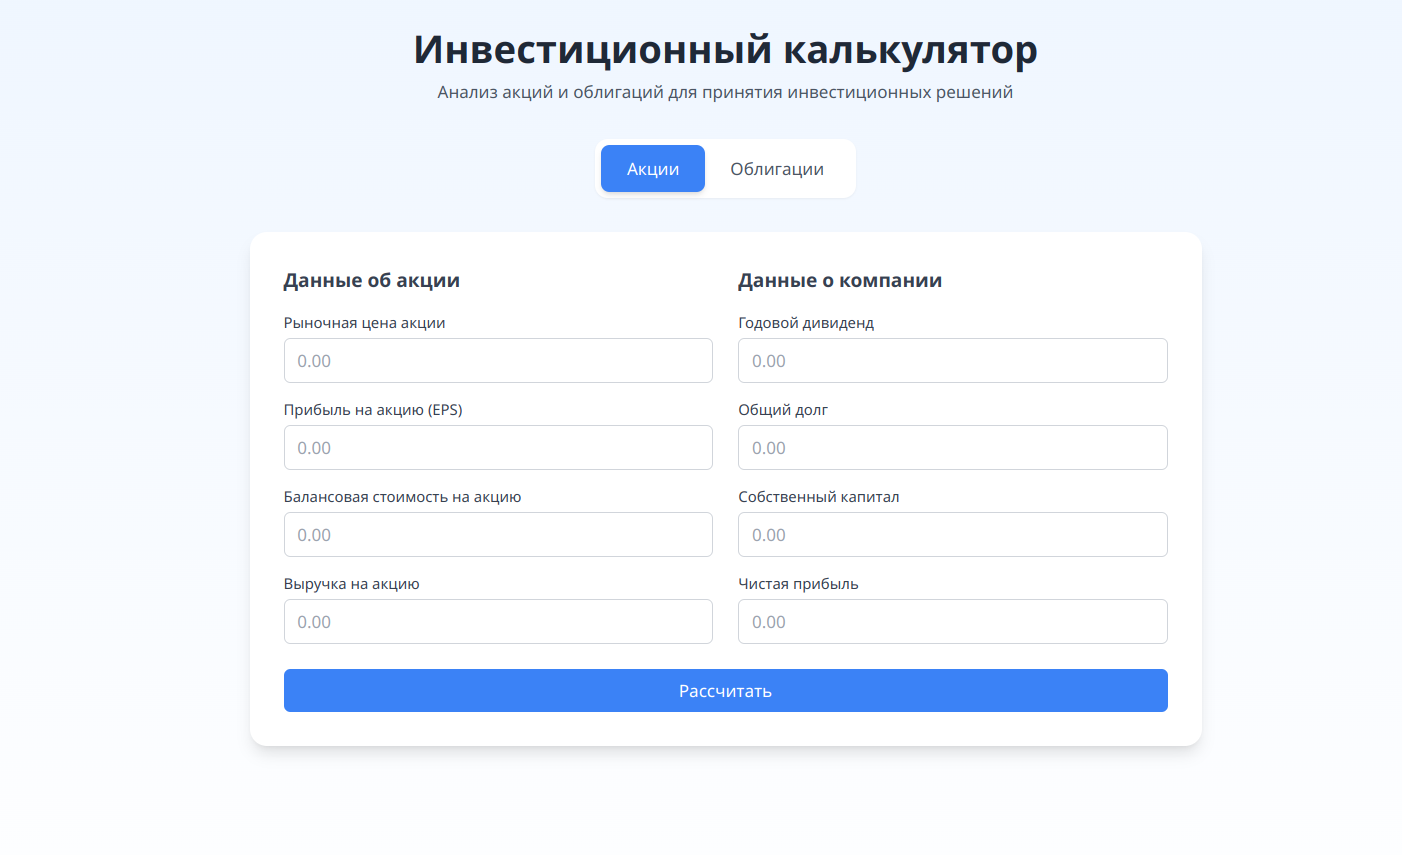 Инвестиционный калькулятор
Анализ акций и облигаций для принятия инвестиционных решений
Акции
Облигации
Данные об акции
Рыночная цена акции
0.00
Прибыль на акцию (EPS)
0.00
Балансовая стоимость на акцию
0.00
Выручка на акцию
0.00
Данные о компании
Годовой дивиденд
0.00
Общий долг
0.00
Собственный капитал
0.00
Чистая прибыль
0.00
Рассчитать